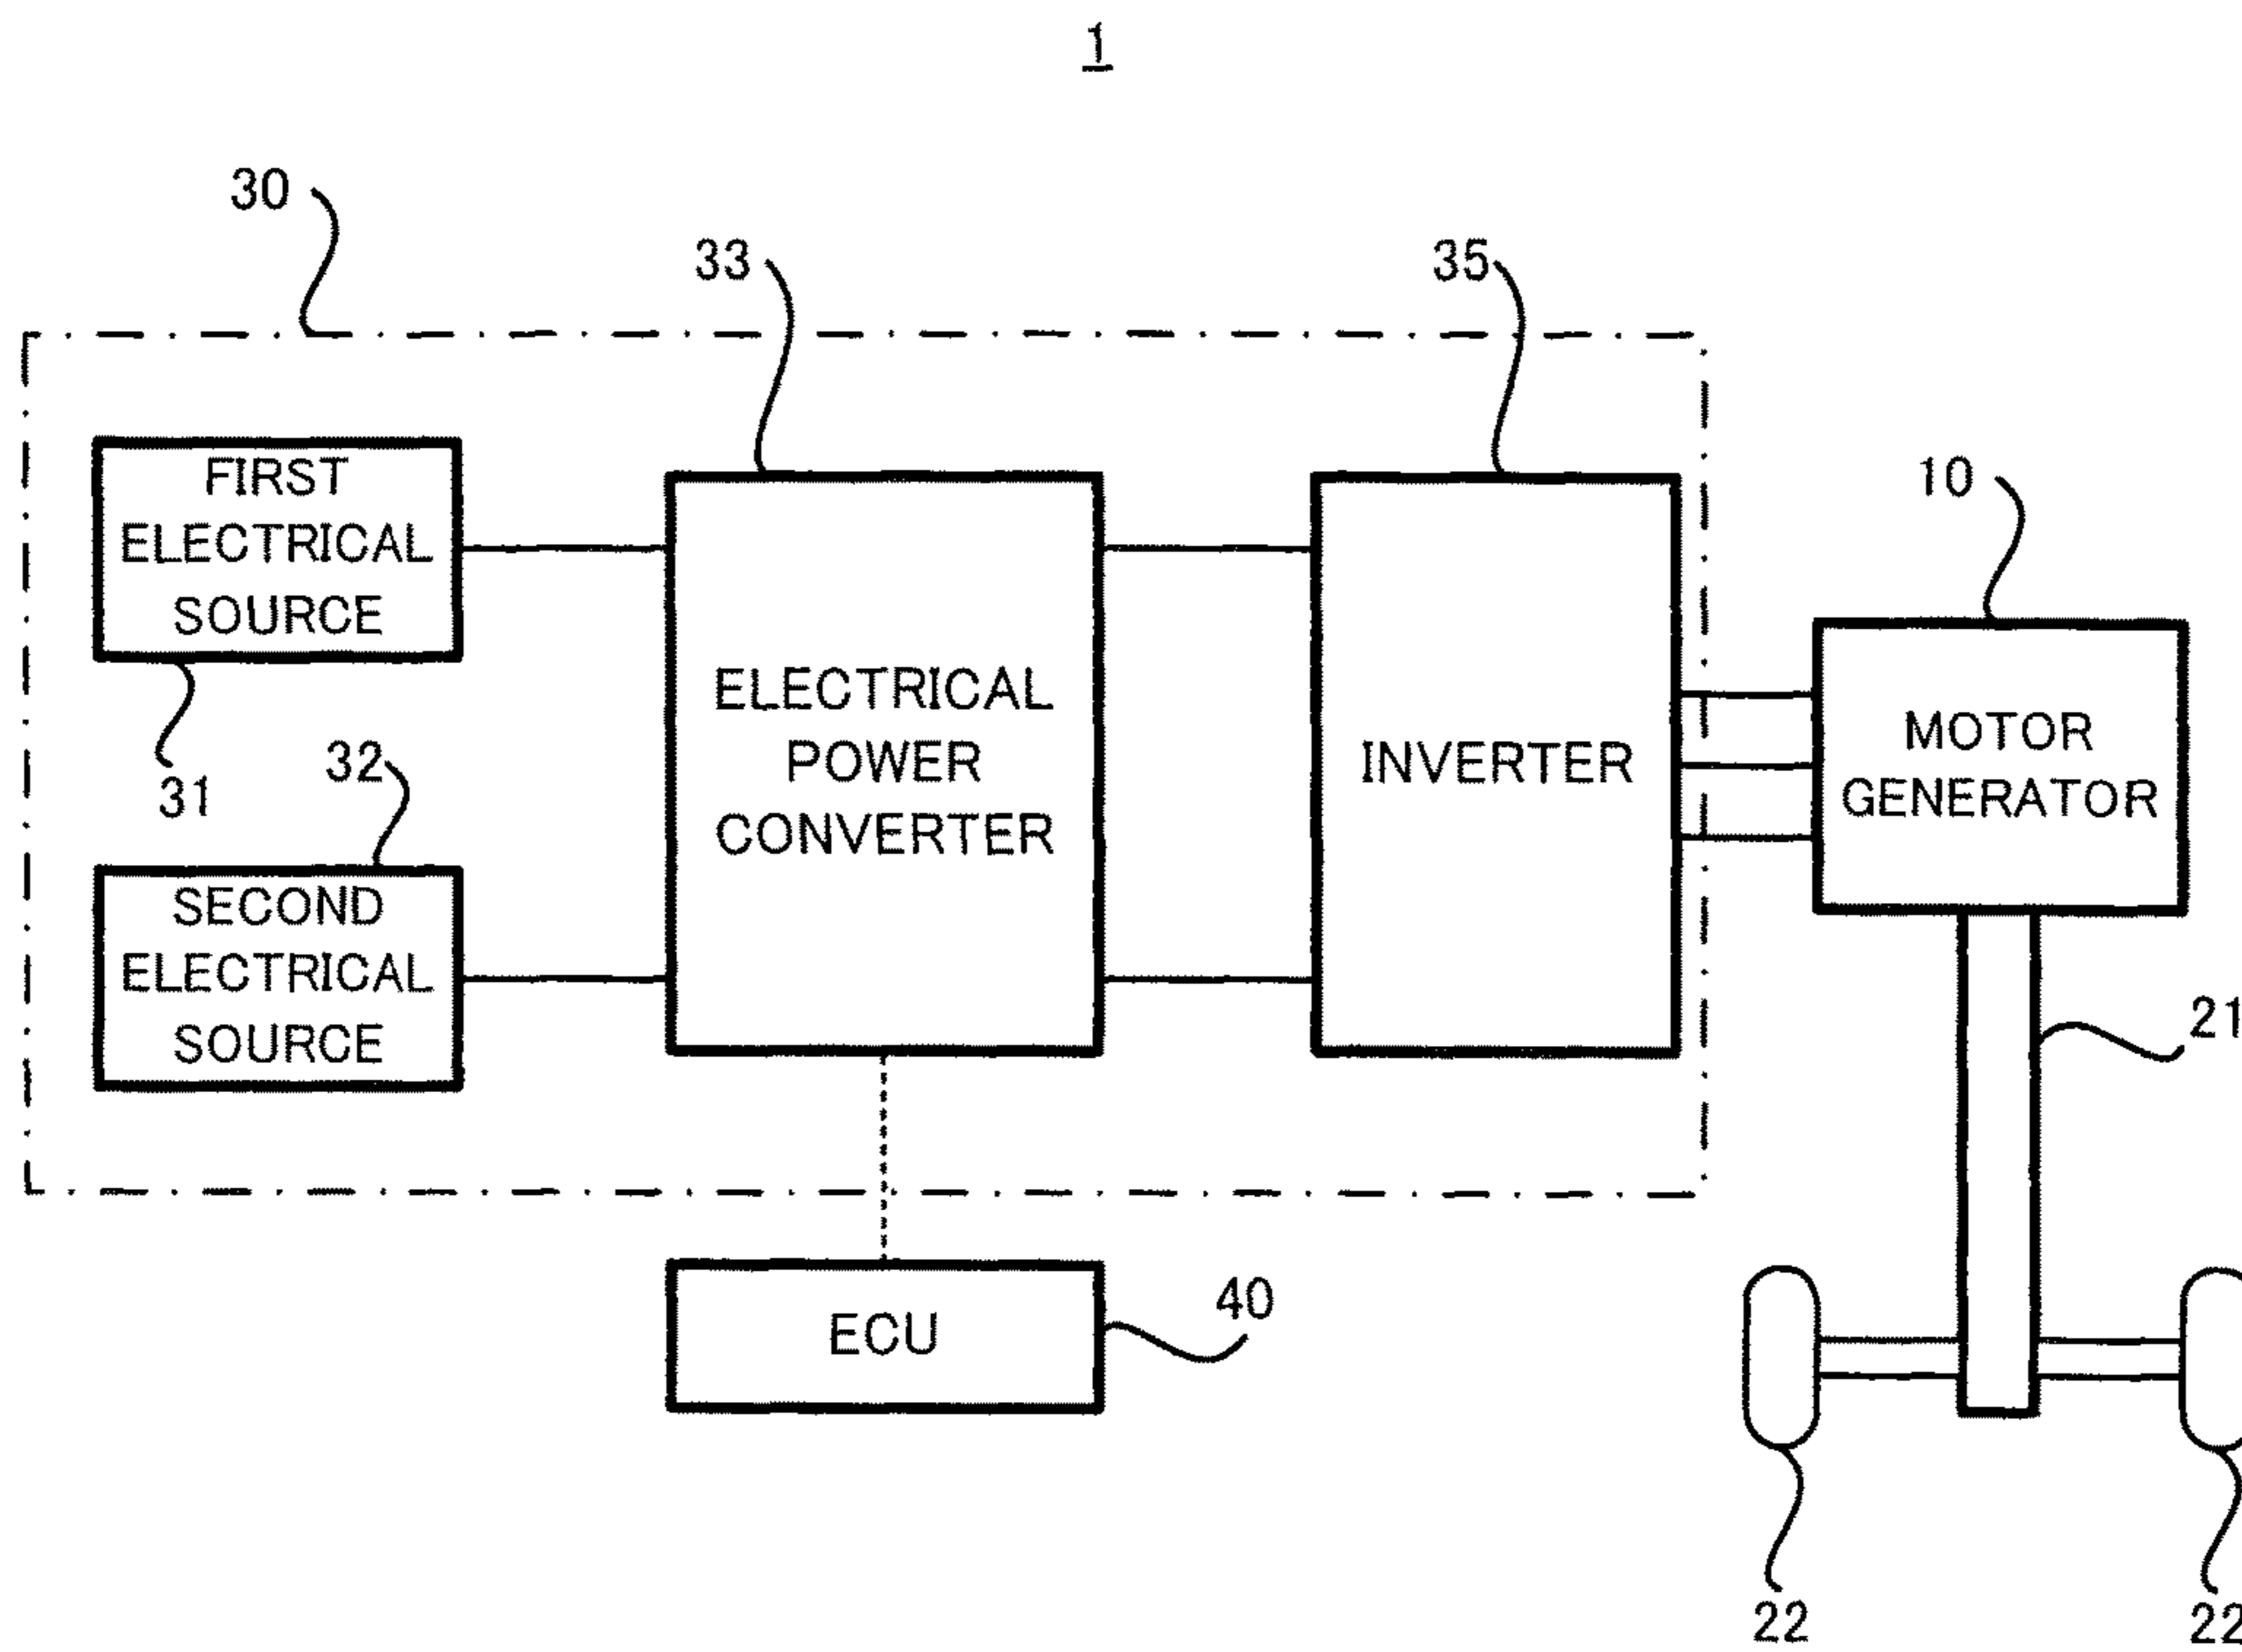 1
30
33
35
FIRST
ELECTRICAL
SOURCE
31
32
SECOND
ELECTRICAL
SOURCE
ELECTRICAL
POWER
CONVERTER
INVERTER
10
MOTOR
GENERATOR
21
ECU
40
22
22